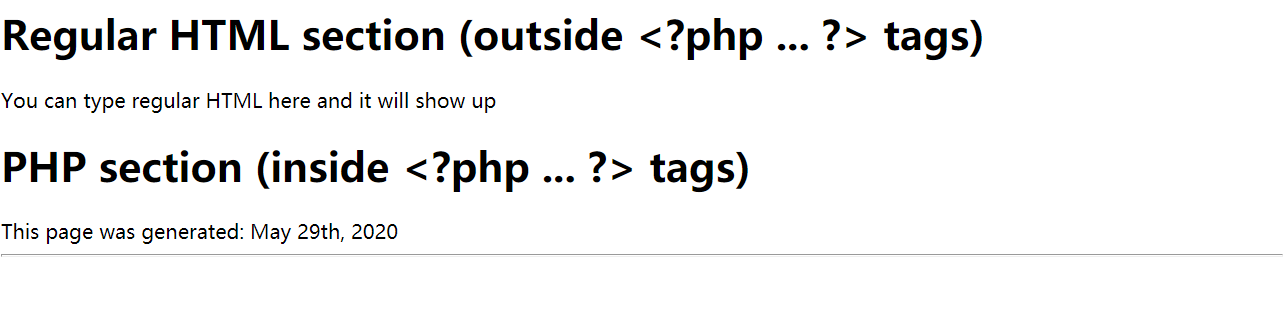 Regular HTML section (outside <?php ... ?> tags)
You can type regular HTML here and it will show up
PHP section (inside <?php ... ?> tags)
This page was generated: May 29th, 2020